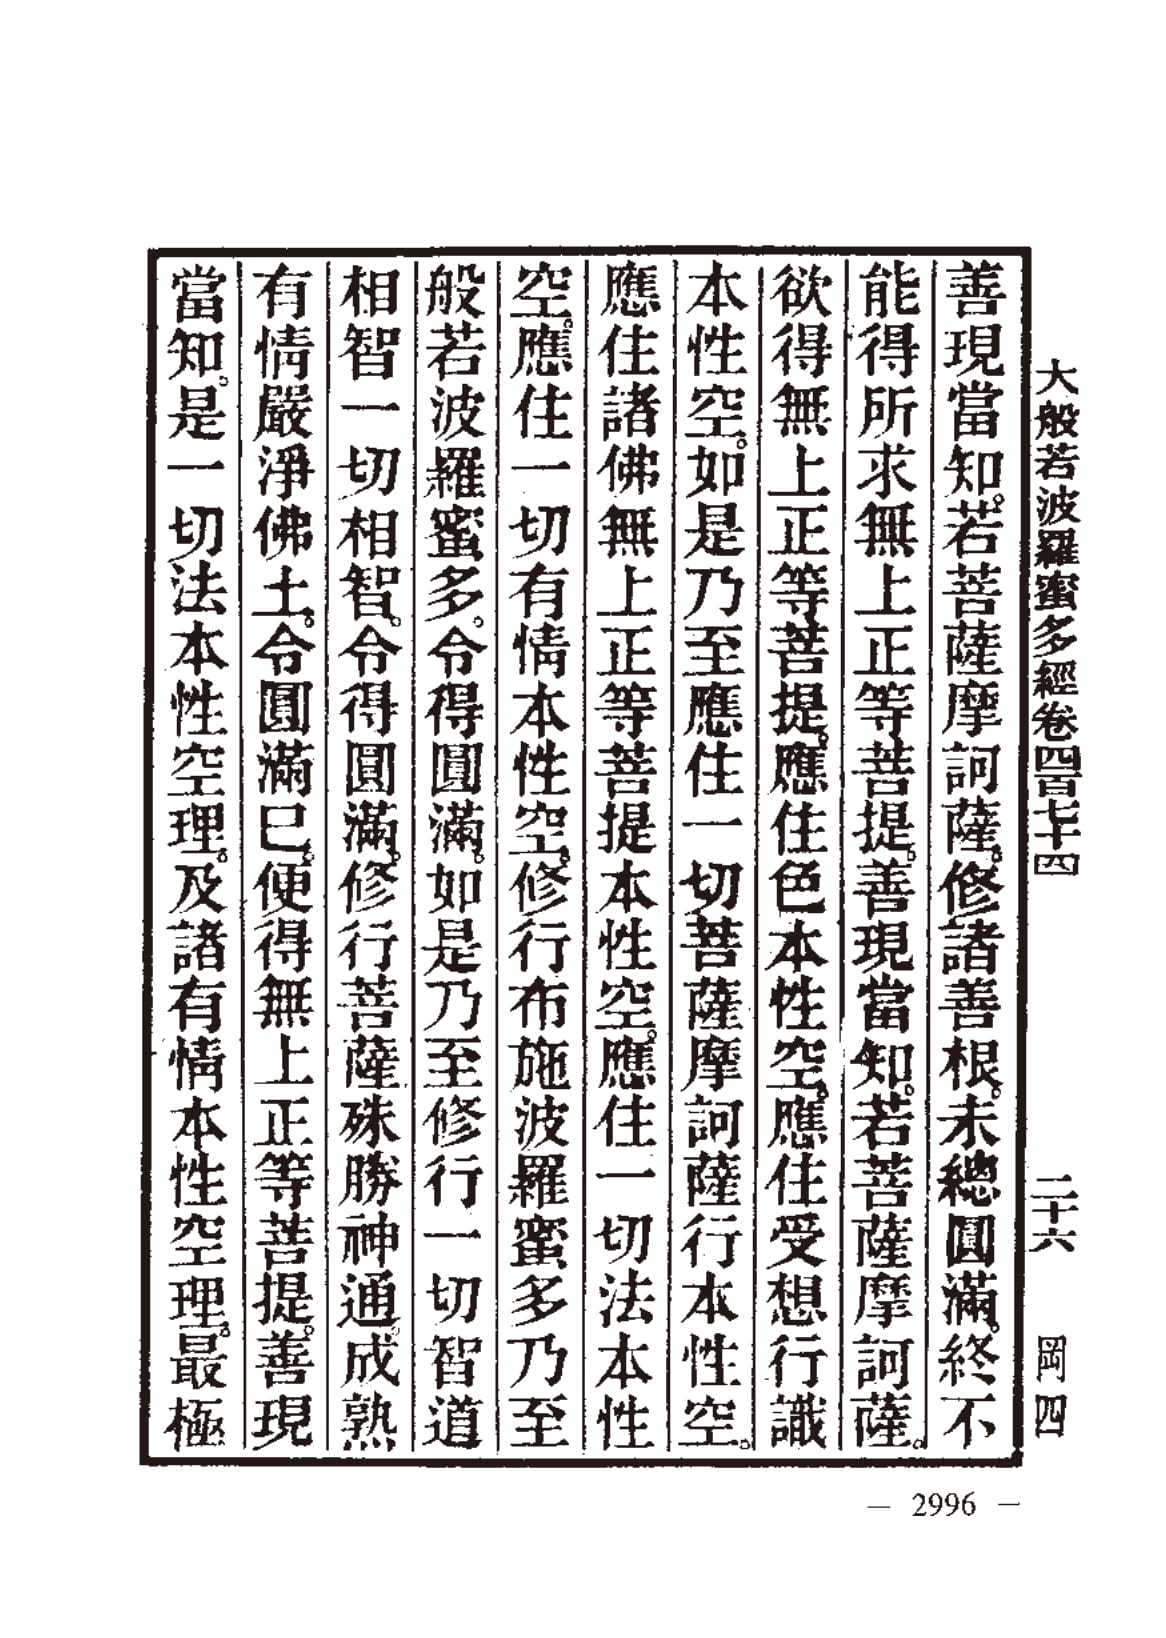 大般若波羅蜜多經卷四百七十四 二十六 岡四
善現當知。若菩薩摩訶薩。修諸善根。未總圓滿。終不
能得所求無上正等菩提。善現當知。若菩薩摩訶薩。
欲得無上正等菩提。應住色本性空。應住受想行識
本性空。如是乃至應住一切菩薩摩訶薩行本性空。
應住諸佛無上正等菩提本性空。應住一切法本性
空。應住一切有情本性空。修行布施波羅蜜多乃至
般若波羅蜜多。令得圓滿。如是乃至修行一切智道
相智一切相智。令得圓滿。修行菩薩殊勝神通。成熟
有情嚴淨佛土。令圓滿已。便得無上正等菩提。善現
當知。是一切法本性空理。及諸有情本性空理。最極
— 2996 —